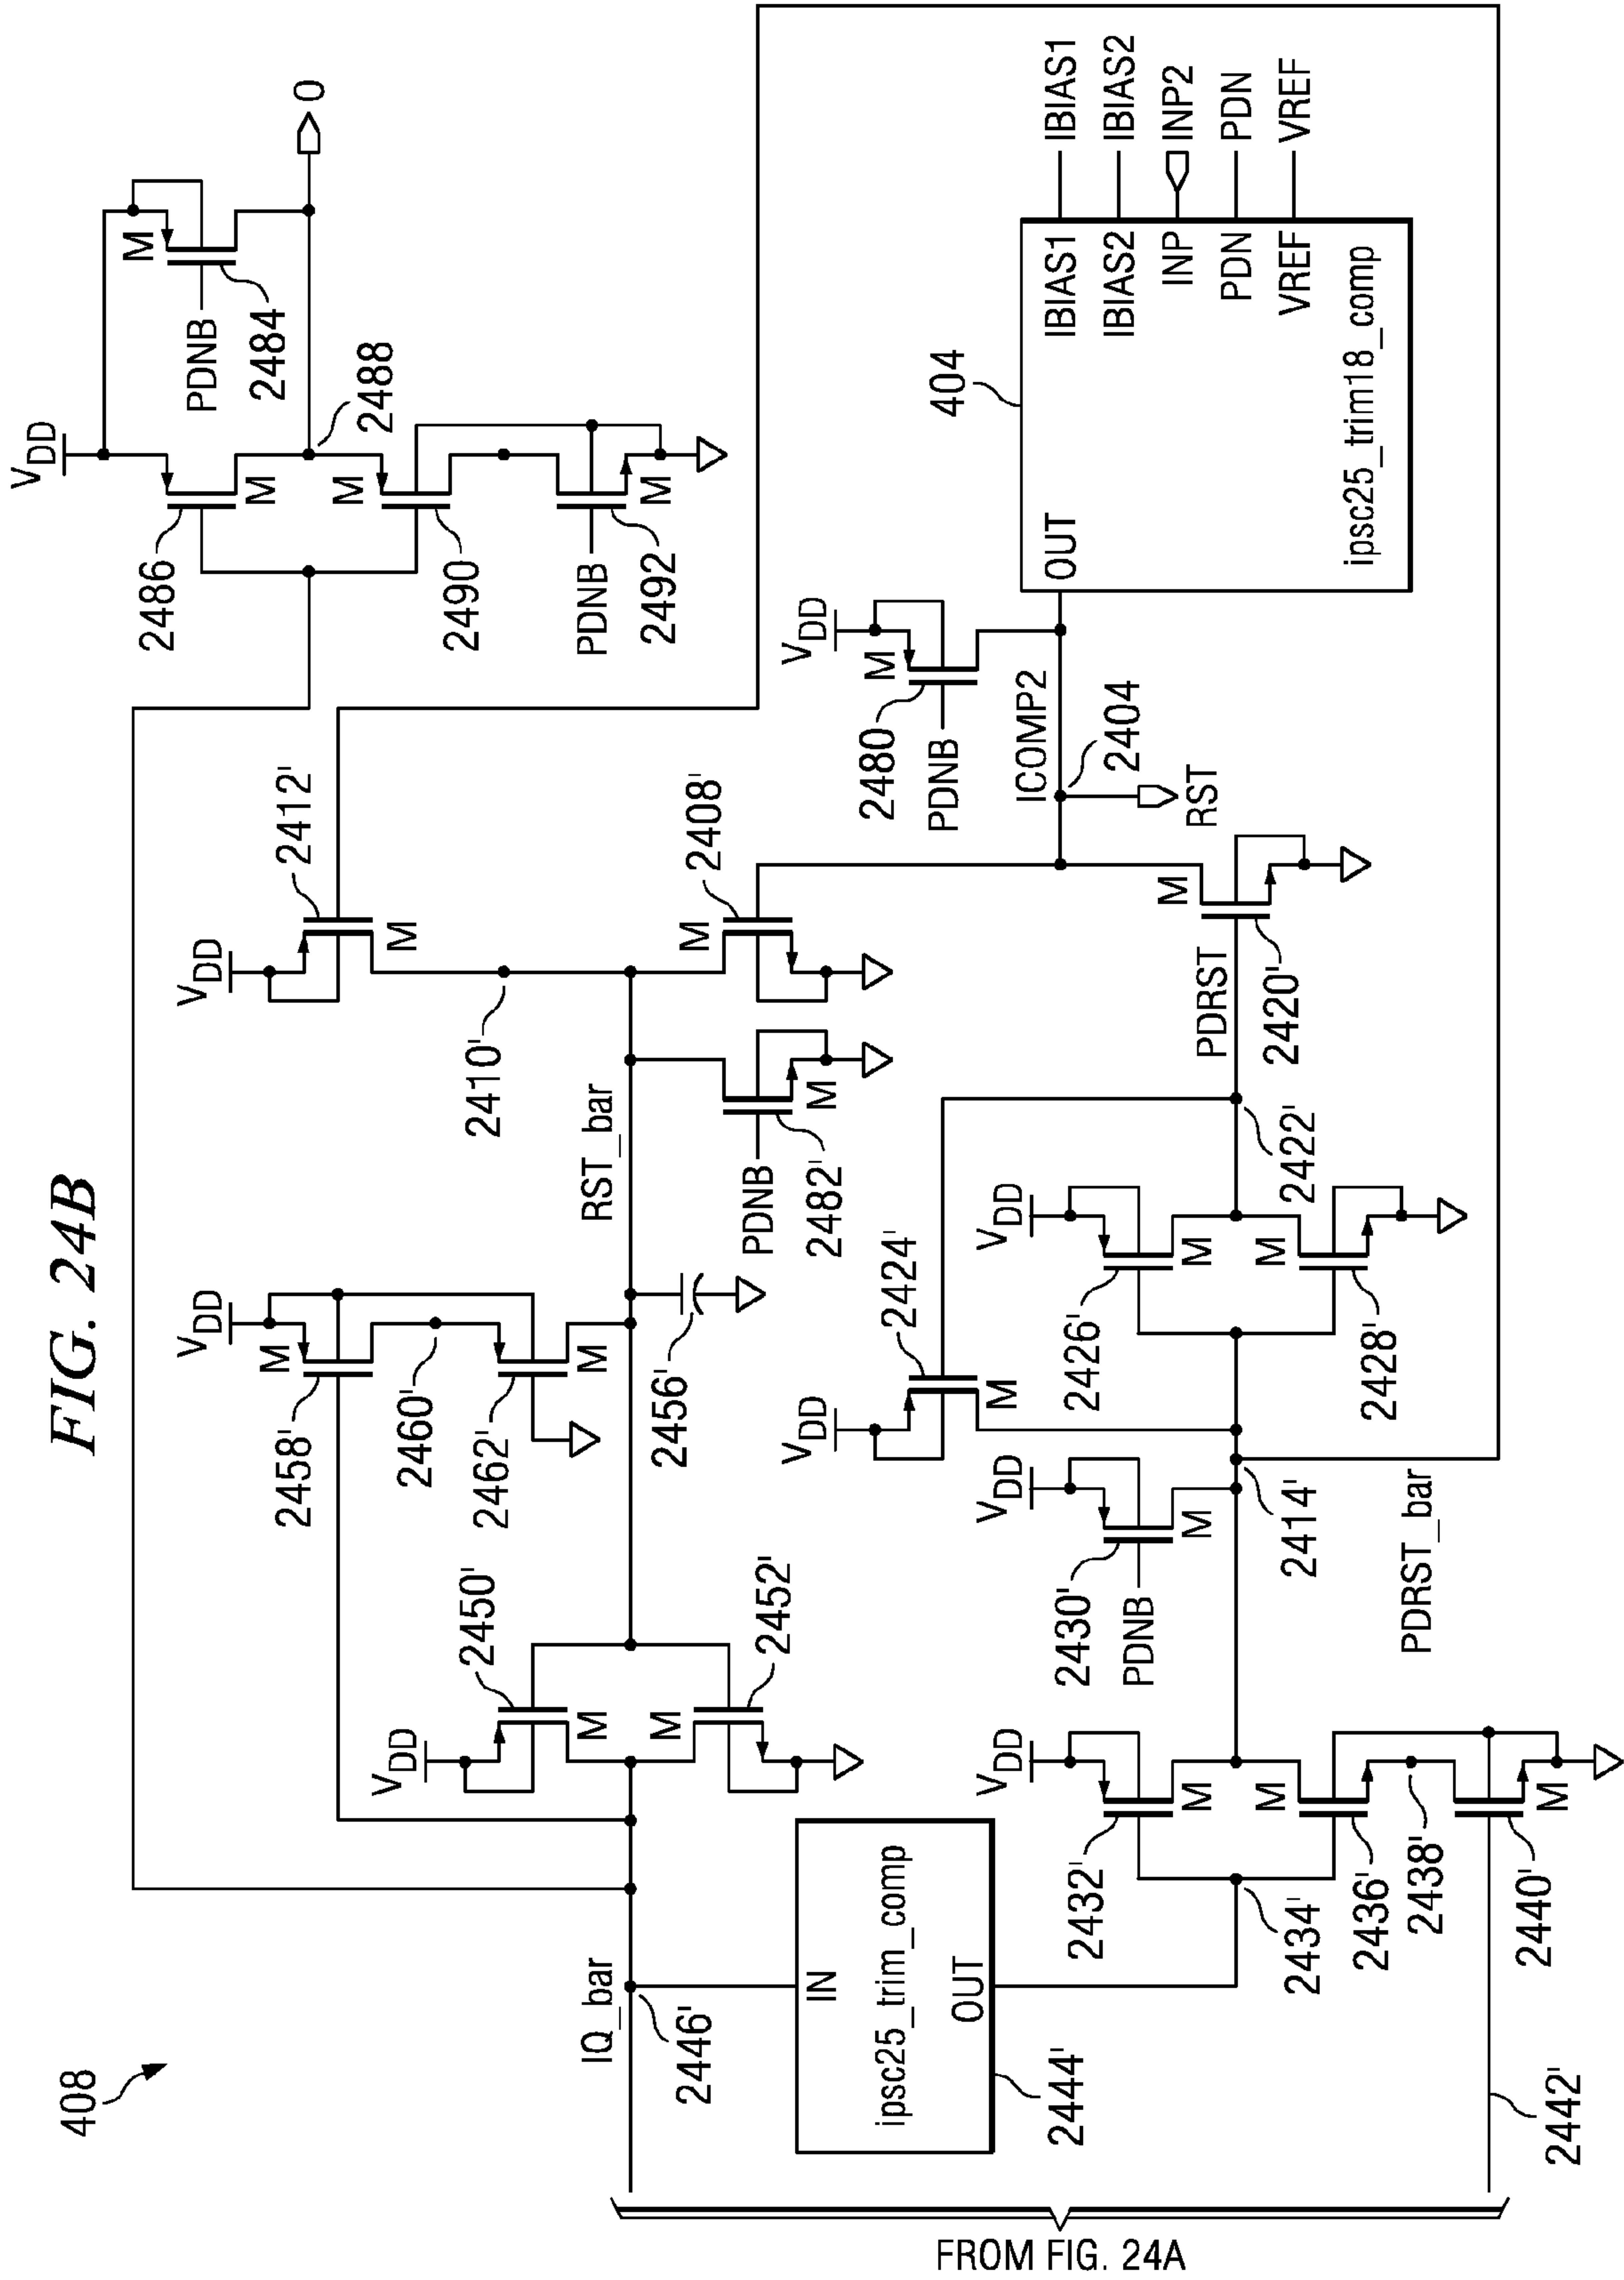 FIG. 24B
408
FROM FIG. 24A
IQ_bar
2446'
IN
ipsc25_trim_comp
OUT
2444'
2442'
VDD
2450'
M
M
2452'
VDD
M
2458'
2460'
2462'
M
2456'
RST_bar
VDD
2412'
M
2410'
M
2408'
PDNB
M
2482'
VDD
2432'
M
2434'
M
2436'
2438'
M
2440'
VDD
2430'
PDNB
M
2414'
PDRST_bar
VDD
2424'
M
VDD
2426'
M
M
2428'
2422'
PDRST
M
2420'
VDD
M
2480
PDNB
ICOMP2
2404
RST
404
OUT
ipsc25_trim18_comp
IBIAS1
IBIAS2
INP
PDN
VREF
IBIAS1
IBIAS2
INP2
PDN
VREF
VDD
2486
M
M
2490
PDNB
M
2492
2488
M
PDNB
2484
O